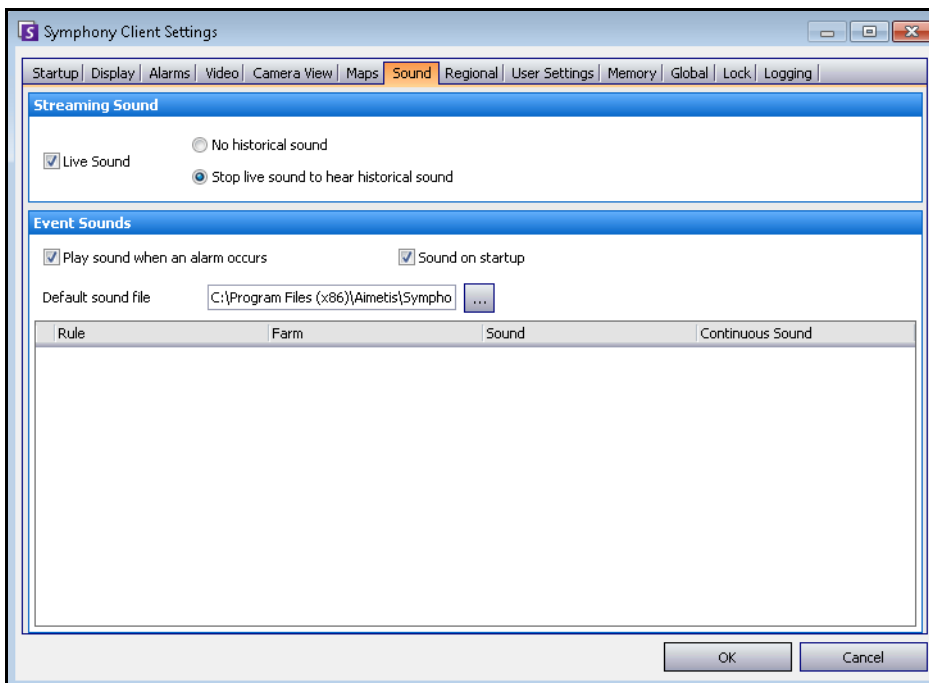 S Symphony Client Settings
Startup Display Alarms Video Camera View Maps Sound Regional User Settings Memory Global Lock Logging
Streaming Sound
Live Sound
No historical sound
Stop live sound to hear historical sound
Event Sounds
Play sound when an alarm occurs Sound on startup
Default sound file C:\Program Files (x86)\Aimetis\Sympho ...
Rule Farm Sound Continuous Sound
OK Cancel